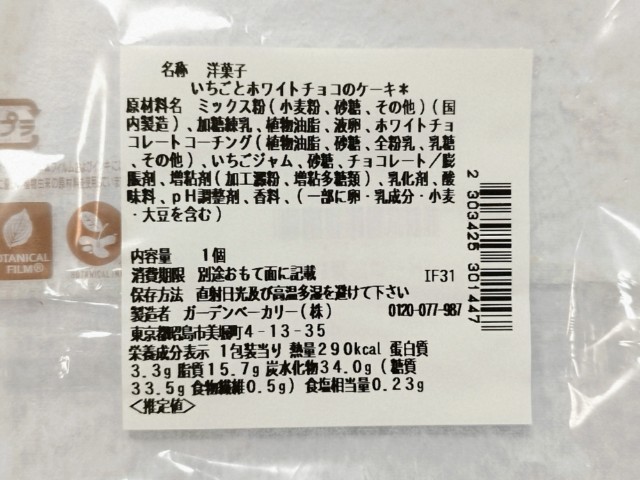 名称 洋菓子
いちごとホワイトチョコのケーキ*
原材料名 ミックス粉(小麦粉、砂糖、その他)(国
内製造)、加糖練乳、植物油脂、液卵、ホワイトチョ
コレートコーチング(植物油脂、砂糖、全粉乳、乳糖
、その他)、いちごジャム、砂糖、チョコレート/膨
脹剤、増粘剤(加工澱粉、増粘多糖類)、乳化剤、酸
味料、pH調整剤、香料、(一部に卵・乳成分・小麦
・大豆を含む)
内容量 1個
消費期限 別途おもて面に記載 IF31
保存方法 直射日光及び高温多湿を避けて下さい
製造者 ガーデンベーカリー(株) 0120-077-987
東京都昭島市美堀町4-13-35
栄養成分表示 1包装当り 熱量290kcal 蛋白質
3.3g 脂質15.7g 炭水化物34.0g(糖質
33.5g 食物繊維0.5g) 食塩相当量0.23g
<推定値>
2 303425 301447
プラ
BOTANICAL
FILM®